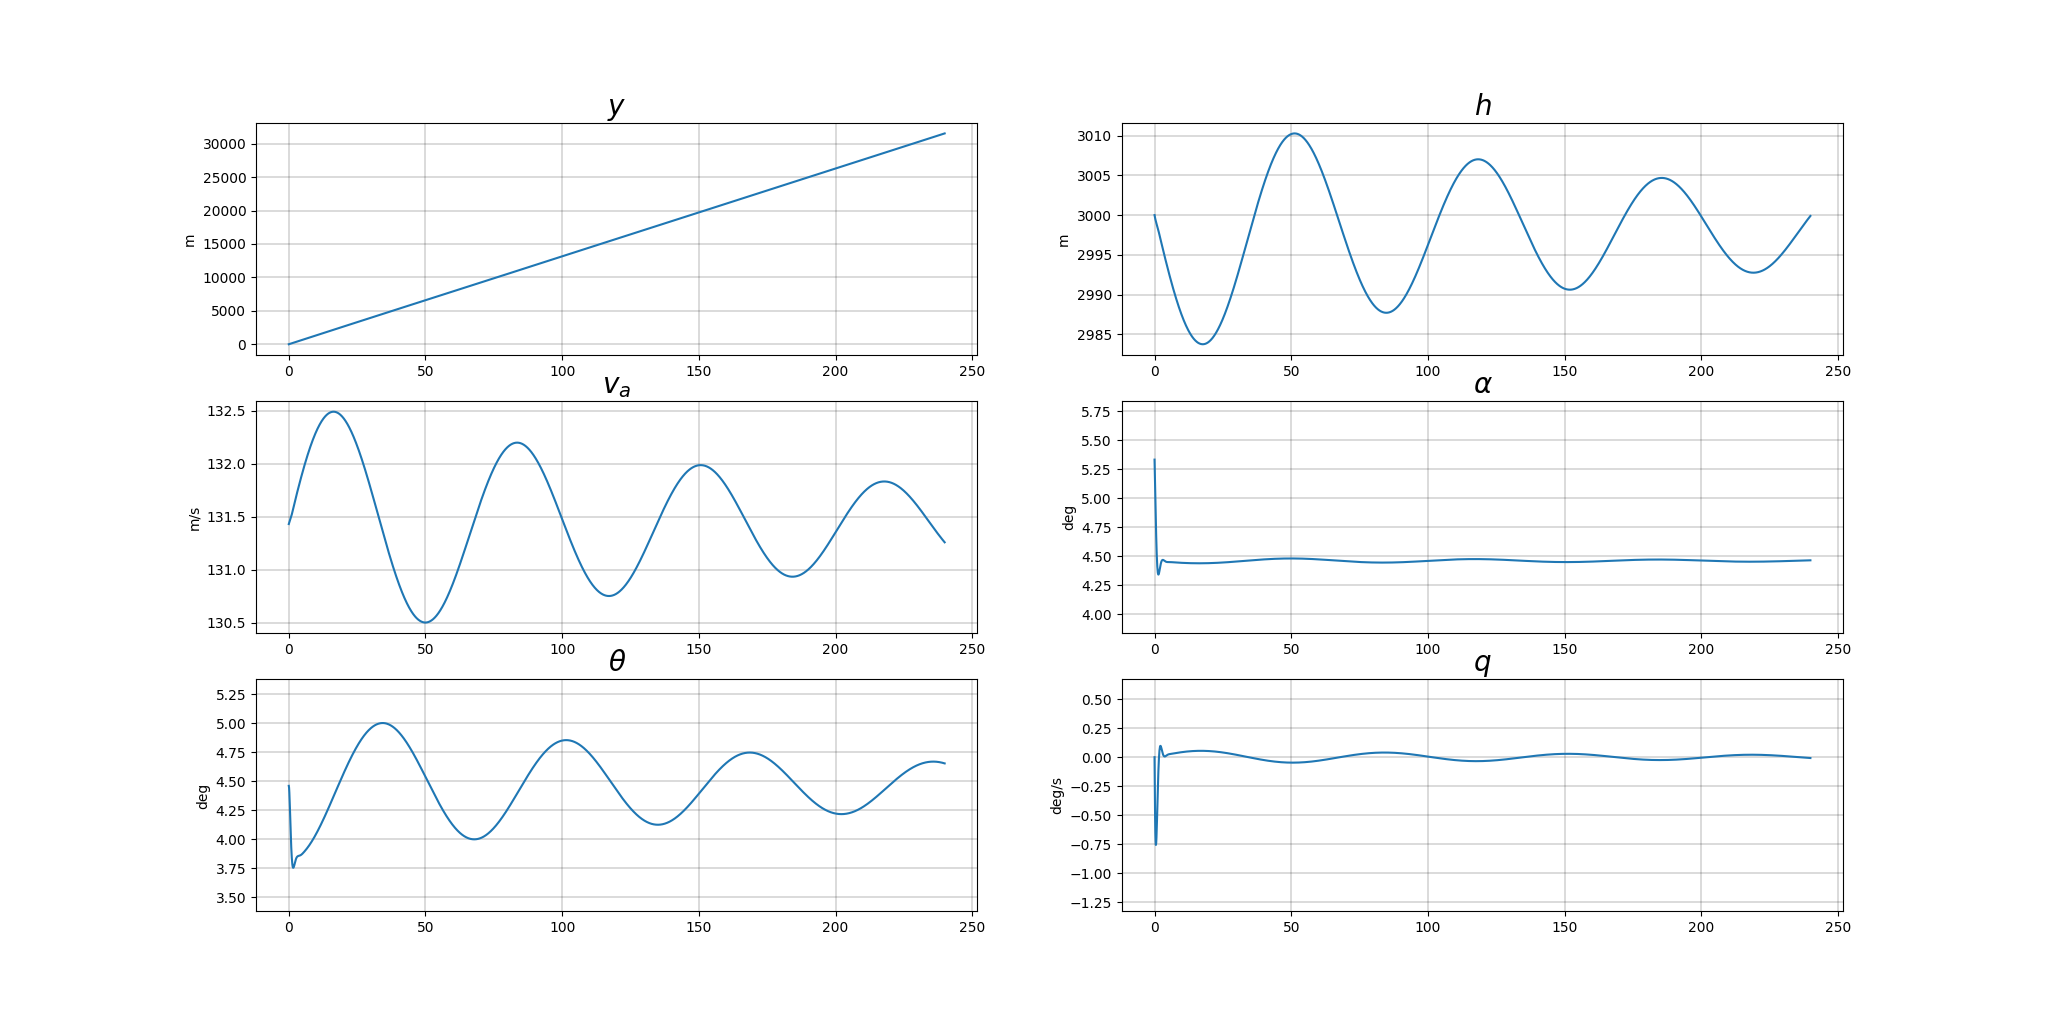 y
30000
25000
20000
15000
10000
5000
0
m
0 50 100 150 200 250
h
3010
3005
3000
2995
2990
2985
m
0 50 100 150 200 250
v_a
132.5
132.0
131.5
131.0
130.5
m/s
0 50 100 150 200 250
α
5.75
5.50
5.25
5.00
4.75
4.50
4.25
4.00
deg
0 50 100 150 200 250
θ
5.25
5.00
4.75
4.50
4.25
4.00
3.75
3.50
deg
0 50 100 150 200 250
q
0.50
0.25
0.00
−0.25
−0.50
−0.75
−1.00
−1.25
deg/s
0 50 100 150 200 250